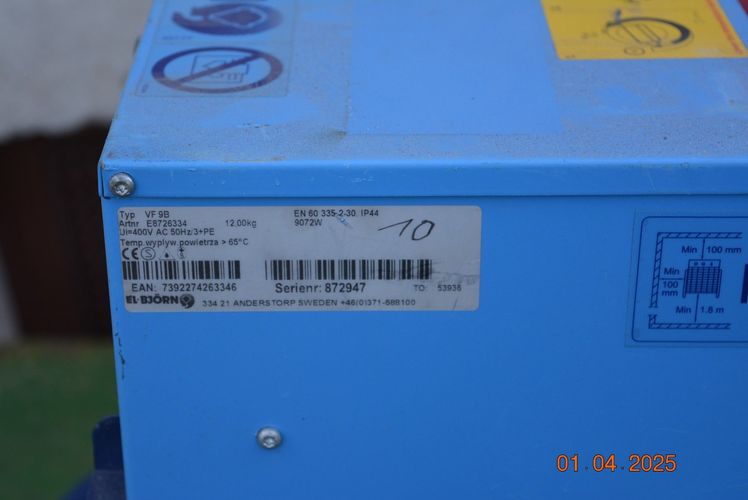 Typ VF 9B EN 60 335-2-30. IP44
Artnr E8726334 12,00kg 9072W 10
Ui=400V AC 50Hz/3+PE
Temp.wyplyw.powietrza > 65°C
CE S
EAN: 7392274263346 Serienr: 872947 TO: 53936
EL-BJÖRN 334 21 ANDERSTORP SWEDEN +46(0)371-588100
Min 100 mm
Min
100
mm
Min 1.8 m
01.04.2025